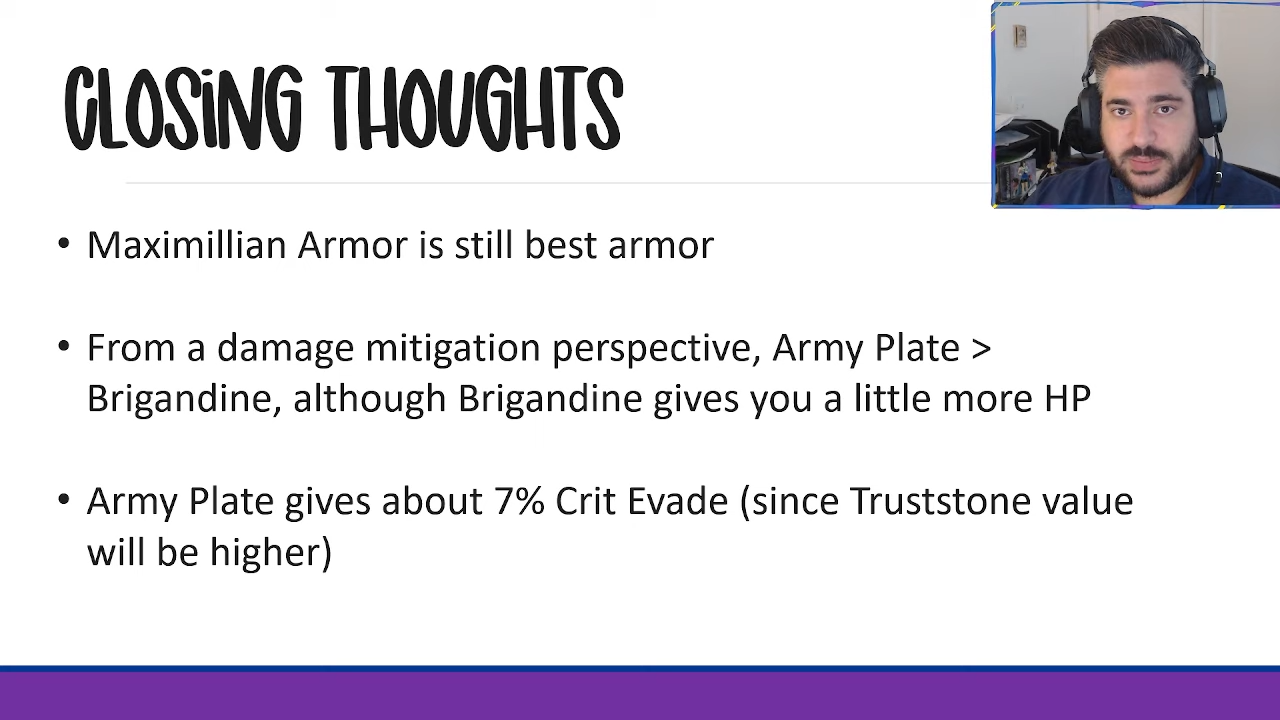 CLOSING THOUGHTS
• Maximillian Armor is still best armor
• From a damage mitigation perspective, Army Plate >
Brigandine, although Brigandine gives you a little more HP
• Army Plate gives about 7% Crit Evade (since Truststone value
will be higher)